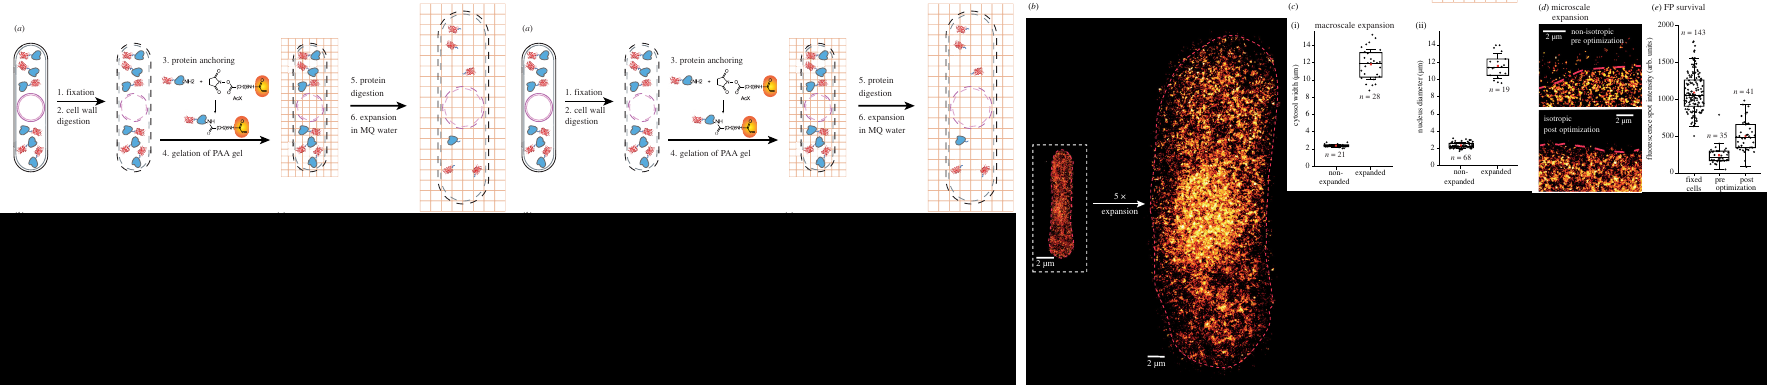 (a)
1. fixation
2. cell wall
digestion
3. protein anchoring
NH2
+
AcX
NH
4. gelation of PAA gel
5. protein
digestion
6. expansion
in MQ water
(a)
1. fixation
2. cell wall
digestion
3. protein anchoring
NH2
+
AcX
NH
4. gelation of PAA gel
5. protein
digestion
6. expansion
in MQ water
(b)
2 µm
5 ×
expansion
2 µm
(c)
(i) macroscale expansion
cytosol width (µm)
14
12
10
8
6
4
2
0
n = 21
n = 28
non-
expanded
expanded
(ii)
nucleus diameter (µm)
14
12
10
8
6
4
2
0
n = 68
n = 19
non-
expanded
expanded
(d) microscale
expansion
2 µm
non-isotropic
pre optimization
isotropic
post optimization
2 µm
(e) FP survival
fluorescence spot intensity (arb. units)
2000
1500
1000
500
0
n = 143
n = 35
n = 41
fixed
cells
pre post
optimization